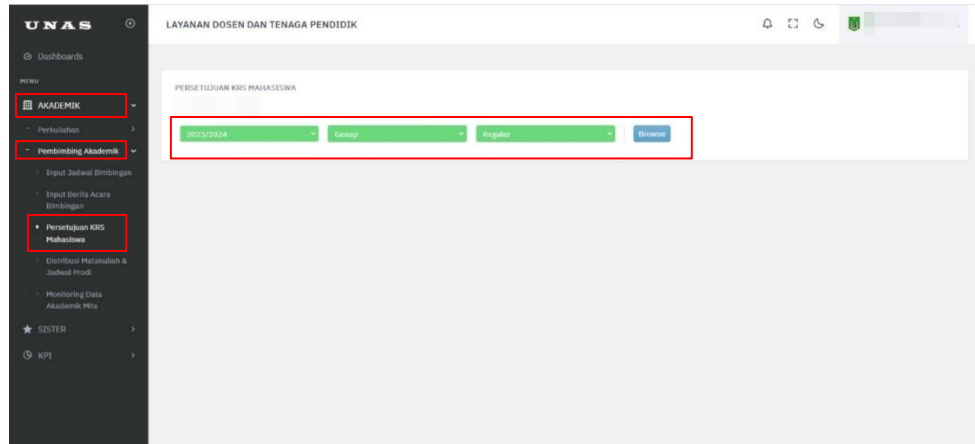 UNAS
LAYANAN DOSEN DAN TENAGA PENDIDIK
Dashboards
MENU
AKADEMIK
Perkuliahan
Pembimbing Akademik
Input Jadwal Bimbingan
Input Berita Acara
Bimbingan
Persetujuan KRS
Mahasiswa
Distribusi Matakuliah &
Jadwal Prodi
Monitoring Data
Akademik Mhs
SISTER
KPI
PERSETUJUAN KRS MAHASISWA
2023/2024
Genap
Reguler
Browse